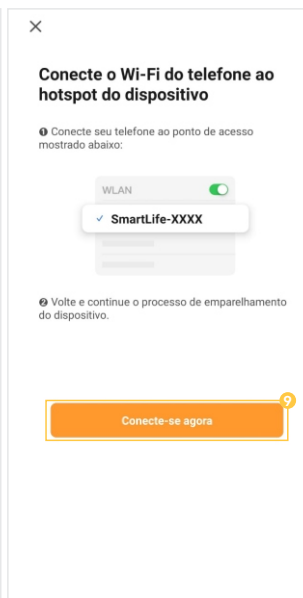 Conecte o Wi-Fi do telefone ao
hotspot do dispositivo
❶ Conecte seu telefone ao ponto de acesso
mostrado abaixo:
WLAN
✓ SmartLife-XXXX
❷ Volte e continue o processo de emparelhamento
do dispositivo.
9
Conecte-se agora